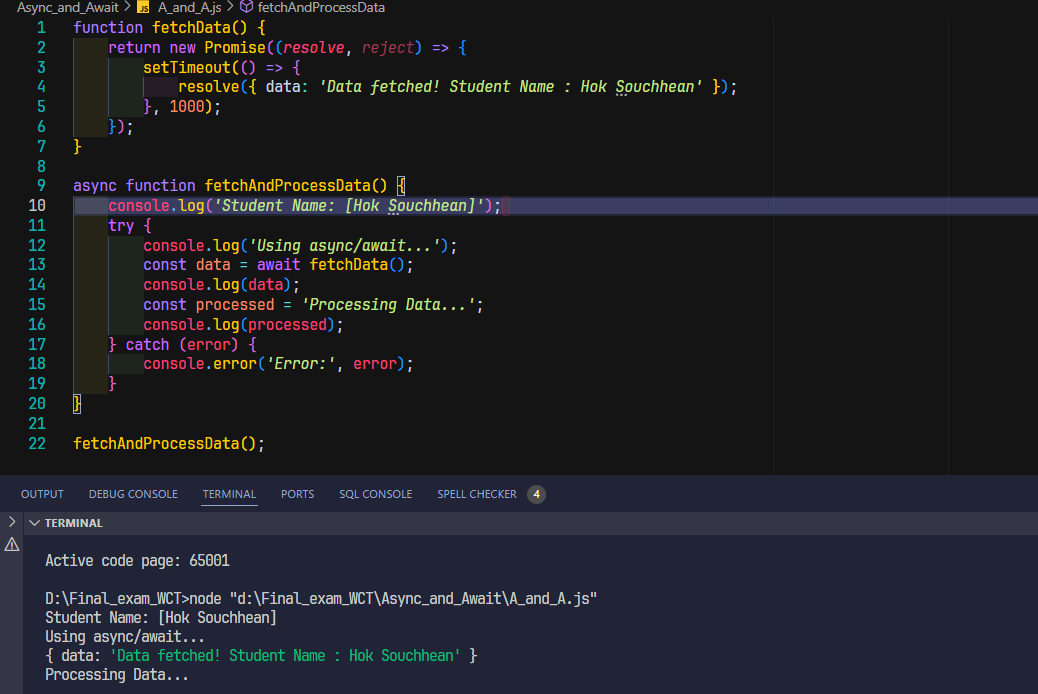 Async_and_Await > JS A_and_A.js > fetchAndProcessData
1 function fetchData() {
2     return new Promise((resolve, reject) => {
3         setTimeout(() => {
4             resolve({ data: 'Data fetched! Student Name : Hok Souchhean' });
5         }, 1000);
6     });
7 }
8
9 async function fetchAndProcessData() {
10     console.log('Student Name: [Hok Souchhean]');
11     try {
12         console.log('Using async/await...');
13         const data = await fetchData();
14         console.log(data);
15         const processed = 'Processing Data...';
16         console.log(processed);
17     } catch (error) {
18         console.error('Error:', error);
19     }
20 }
21
22 fetchAndProcessData();
OUTPUT DEBUG CONSOLE TERMINAL PORTS SQL CONSOLE SPELL CHECKER 4
TERMINAL
Active code page: 65001
D:\Final_exam_WCT>node "d:\Final_exam_WCT\Async_and_Await\A_and_A.js"
Student Name: [Hok Souchhean]
Using async/await...
{ data: 'Data fetched! Student Name : Hok Souchhean' }
Processing Data...